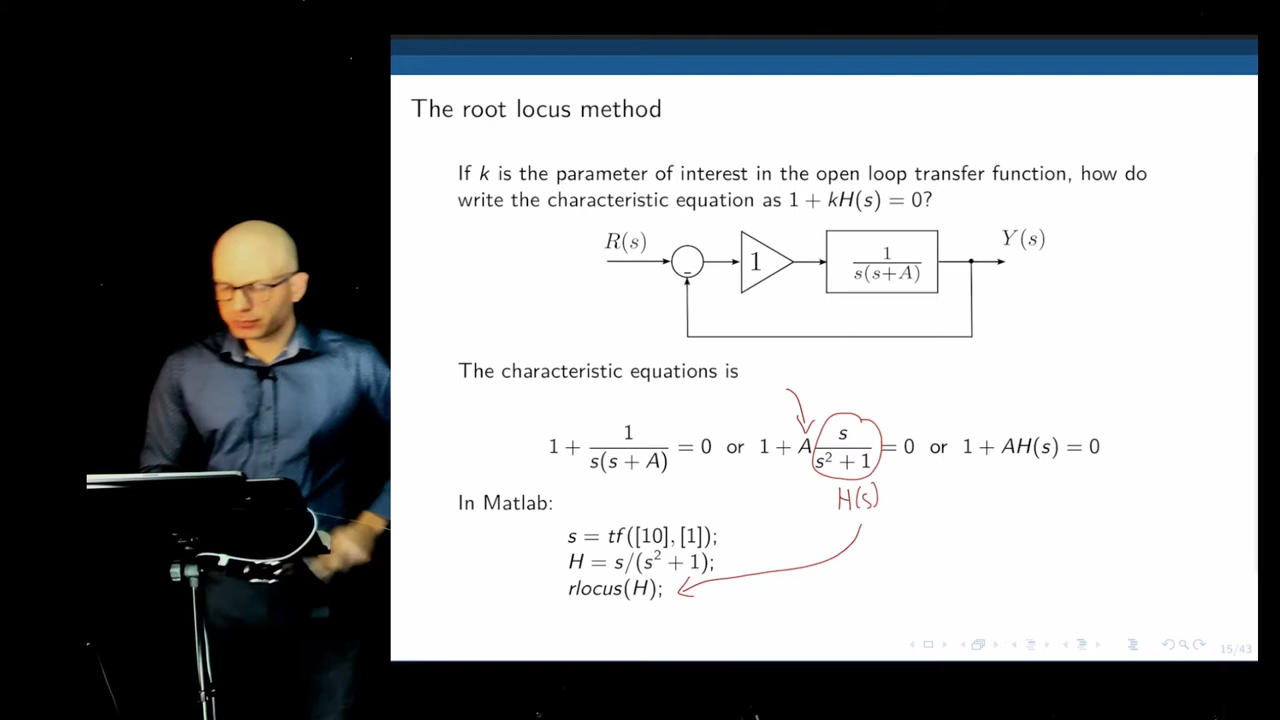 The root locus method
If k is the parameter of interest in the open loop transfer function, how do
write the characteristic equation as 1 + kH(s) = 0?
R(s) - 1 1/(s(s+A)) Y(s)
The characteristic equations is
1 + 1/(s(s + A)) = 0 or 1 + A s/(s² + 1) = 0 or 1 + AH(s) = 0
H(s)
In Matlab:
s = tf([10], [1]);
H = s/(s² + 1);
rlocus(H);
15/43